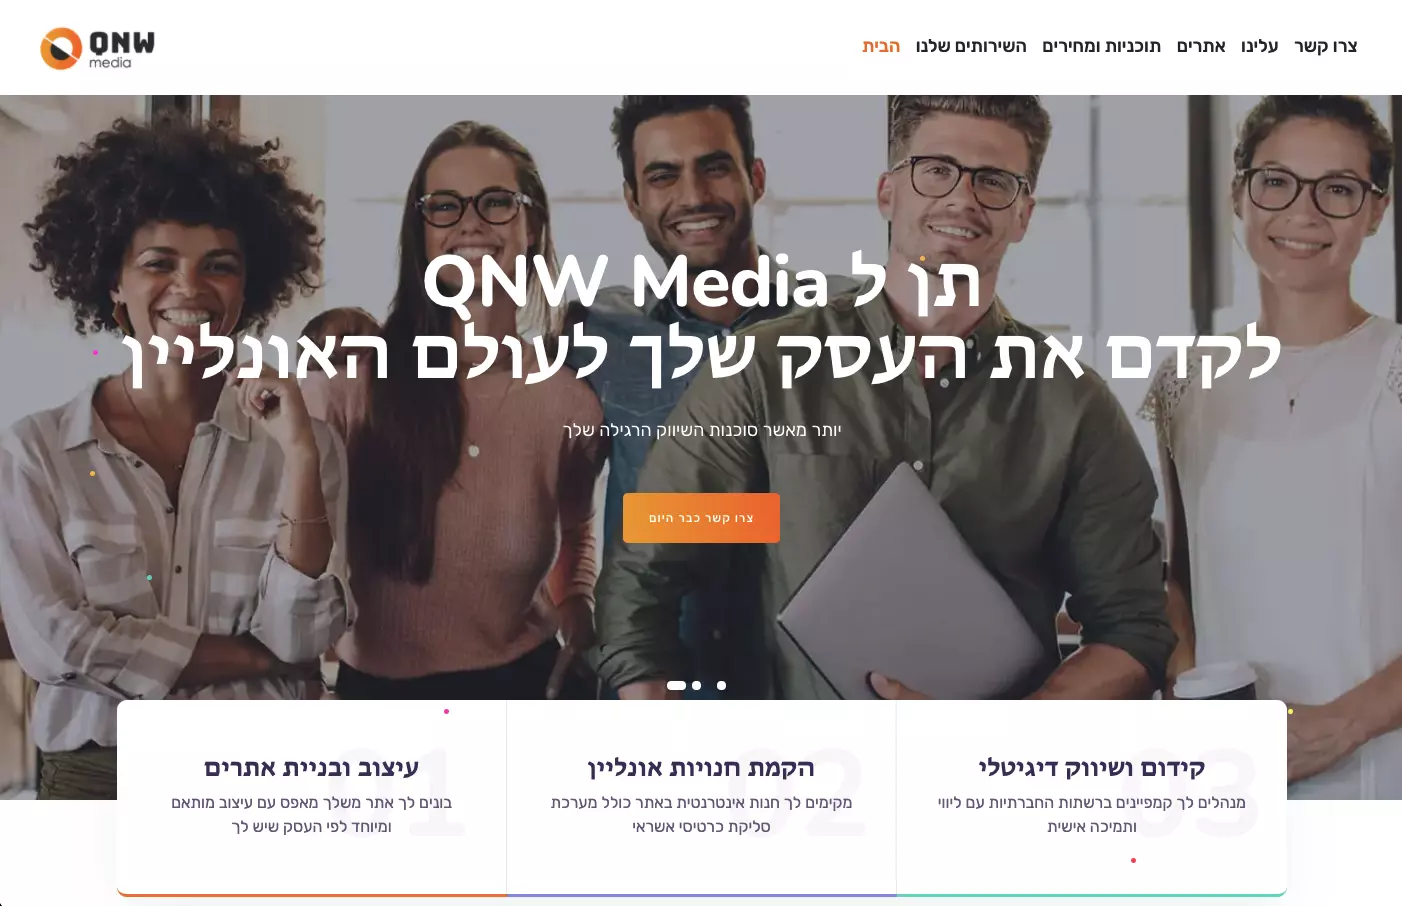 QNW
media
הבית
השירותים שלנו
תוכניות ומחירים
אתרים
עלינו
צרו קשר
תן ל QNW Media
לקדם את העסק שלך לעולם האונליין
יותר מאשר סוכנות השיווק הרגילה שלך
צרו קשר כבר היום
01
עיצוב ובניית אתרים
בונים לך אתר משלך מאפס עם עיצוב מותאם
ומיוחד לפי העסק שיש לך
02
הקמת חנויות אונליין
מקימים לך חנות אינטרנטית באתר כולל מערכת
סליקת כרטיסי אשראי
03
קידום ושיווק דיגיטלי
מנהלים לך קמפיינים ברשתות החברתיות עם ליווי
ותמיכה אישית